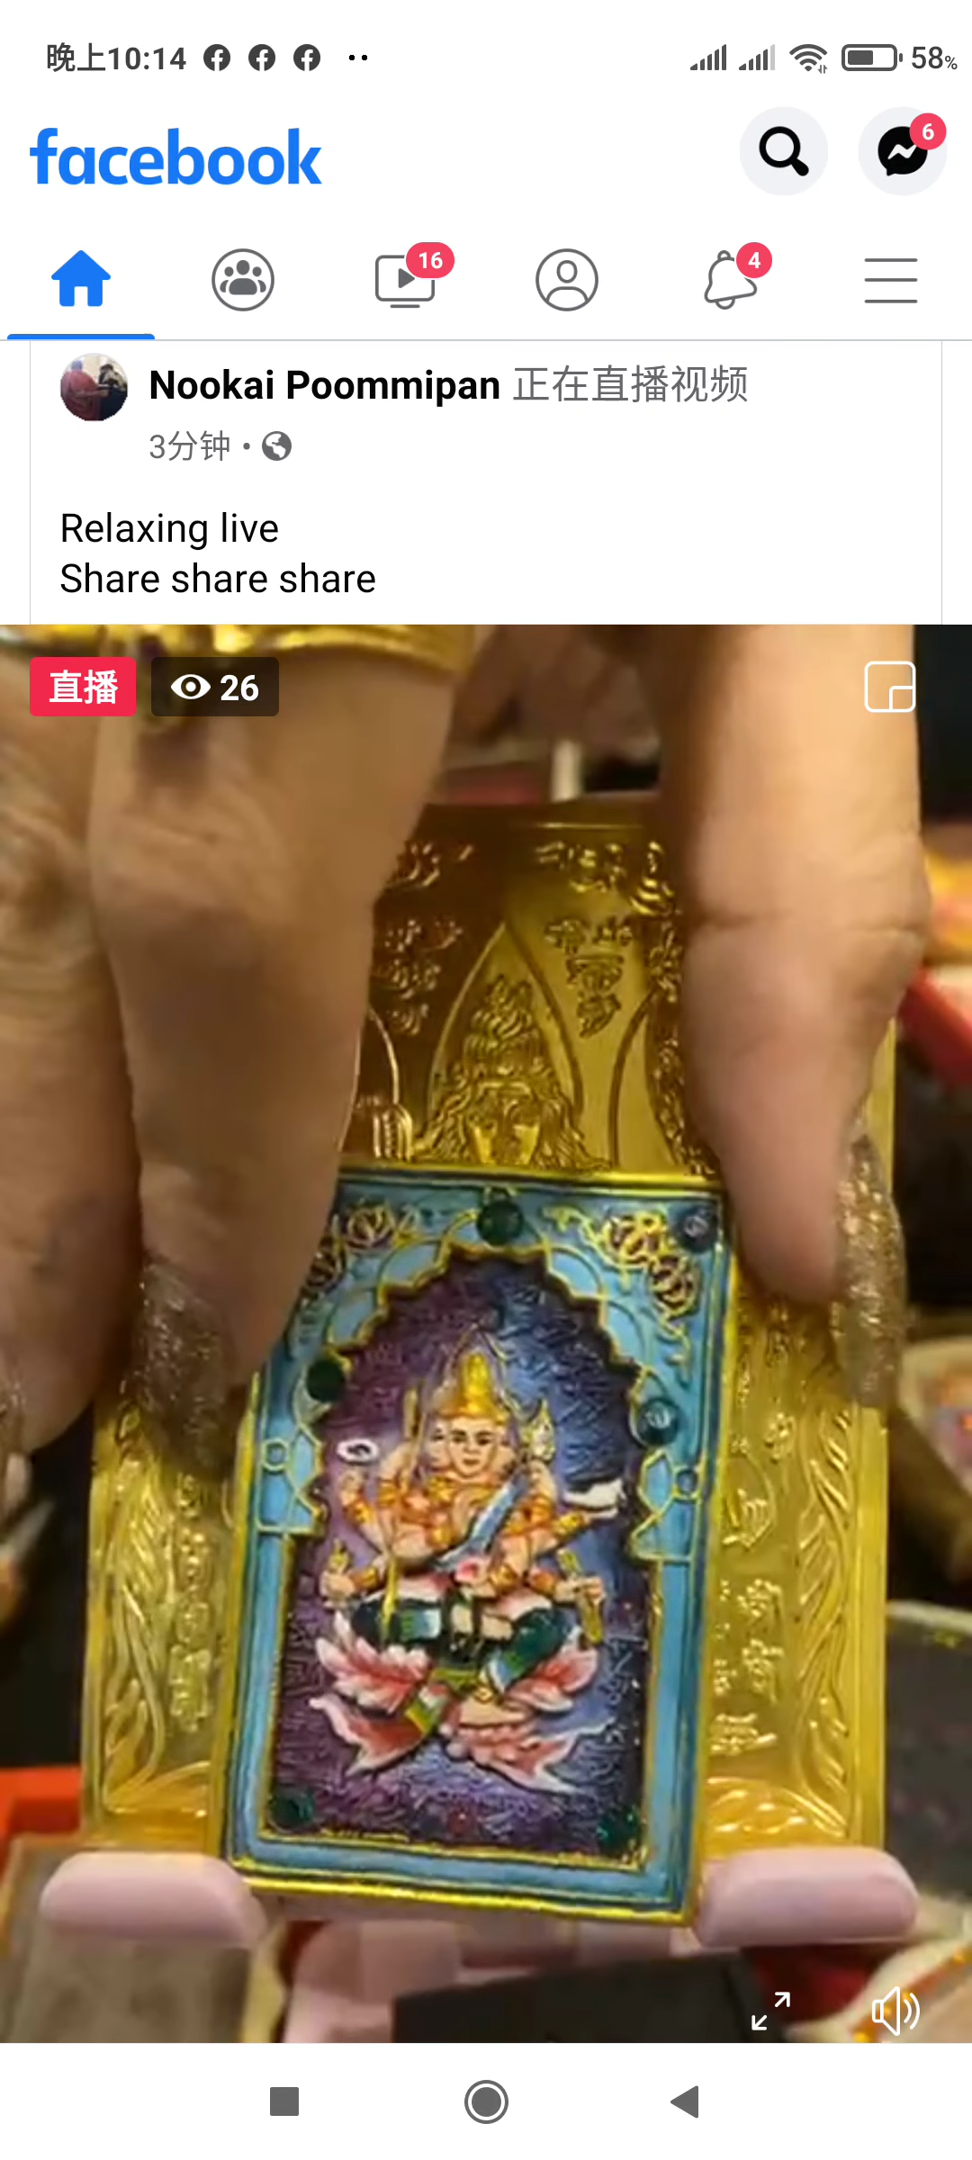 晚上10:14
58%
facebook
6
16
4
Nookai Poommipan 正在直播视频
3分钟
Relaxing live
Share share share
直播
26